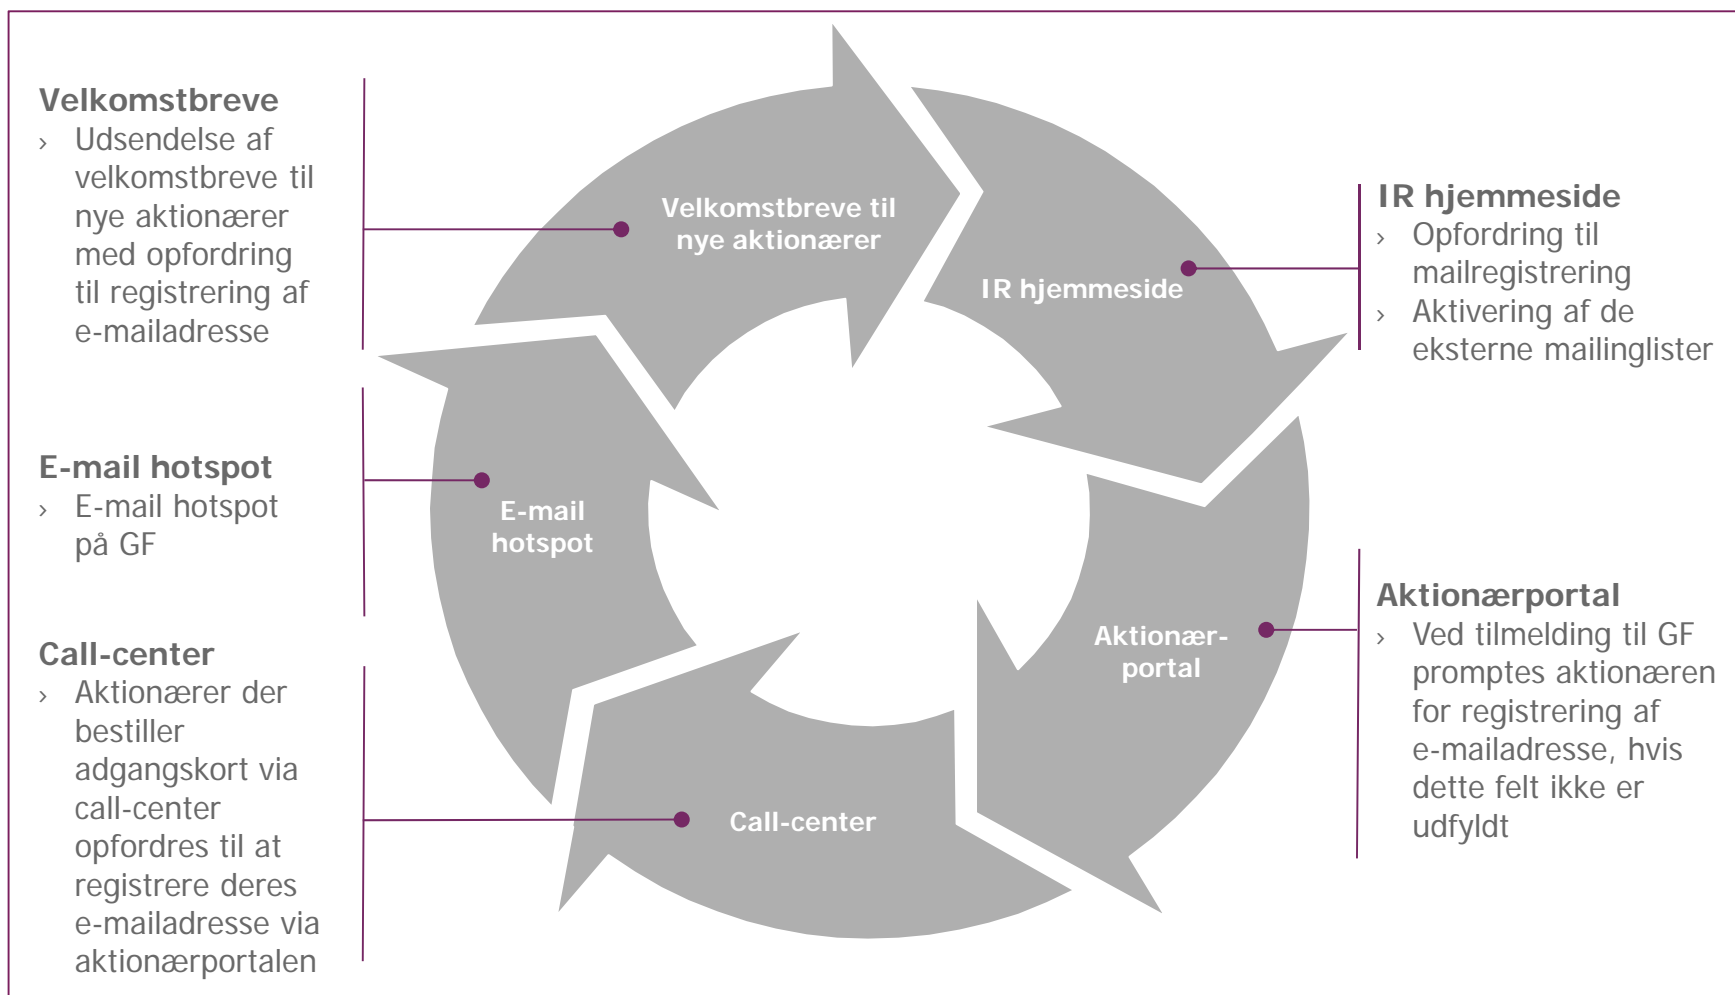 Velkomstbreve
› Udsendelse af
velkomstbreve til
nye aktionærer
med opfordring
til registrering af
e-mailadresse
E-mail hotspot
› E-mail hotspot
på GF
Call-center
› Aktionærer der
bestiller
adgangskort via
call-center
opfordres til at
registrere deres
e-mailadresse via
aktionærportalen
Velkomstbreve til
nye aktionærer
IR hjemmeside
Aktionær-
portal
Call-center
E-mail
hotspot
IR hjemmeside
› Opfordring til
mailregistrering
› Aktivering af de
eksterne mailinglister
Aktionærportal
› Ved tilmelding til GF
promptes aktionæren
for registrering af
e-mailadresse, hvis
dette felt ikke er
udfyldt